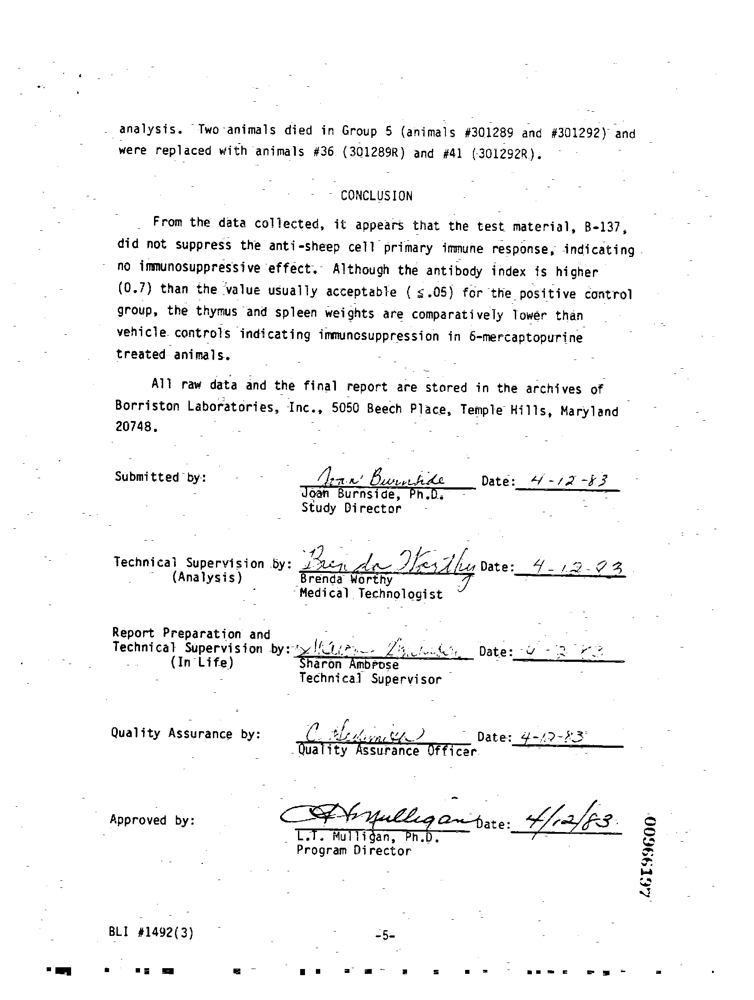 analysis. Two animals died in Group 5 (animals #301289 and #301292) and
were replaced with animals #36 (301289R) and #41 (301292R).
CONCLUSION
From the data collected, it appears that the test material, B-137,
did not suppress the anti-sheep cell primary immune response, indicating
no immunosuppressive effect. Although the antibody index is higher
(0.7) than the value usually acceptable ( ≤.05) for the positive control
group, the thymus and spleen weights are comparatively lower than
vehicle controls indicating immunosuppression in 6-mercaptopurine
treated animals.
All raw data and the final report are stored in the archives of
Borriston Laboratories, Inc., 5050 Beech Place, Temple Hills, Maryland
20748.
Submitted by: Joan Burnside Date: 4-12-83
Joan Burnside, Ph.D.
Study Director
Technical Supervision by: Brenda Worthy Date: 4-12-83
(Analysis) Brenda Worthy
Medical Technologist
Report Preparation and
Technical Supervision by: Date:
(In Life) Sharon Ambrose
Technical Supervisor
Quality Assurance by: C. Date: 4-12-83
Quality Assurance Officer
Approved by: Mulligan Date: 4/12/83
L.T. Mulligan, Ph.D.
Program Director
00966197
BLI #1492(3)
-5-